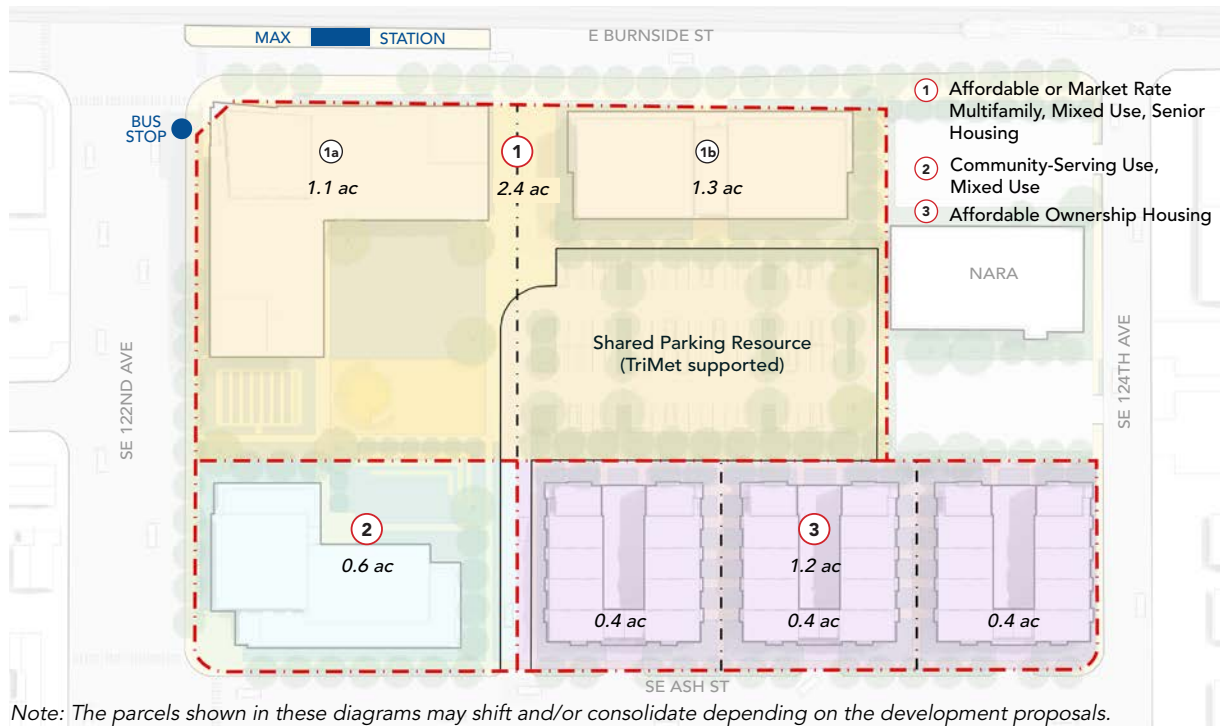 MAX STATION
E BURNSIDE ST
BUS
STOP
1 Affordable or Market Rate
Multifamily, Mixed Use, Senior
Housing
2 Community-Serving Use,
Mixed Use
3 Affordable Ownership Housing
1a
1.1 ac
1
2.4 ac
1b
1.3 ac
NARA
Shared Parking Resource
(TriMet supported)
SE 122ND AVE
SE 124TH AVE
2
0.6 ac
3
1.2 ac
0.4 ac
0.4 ac
0.4 ac
SE ASH ST
Note: The parcels shown in these diagrams may shift and/or consolidate depending on the development proposals.